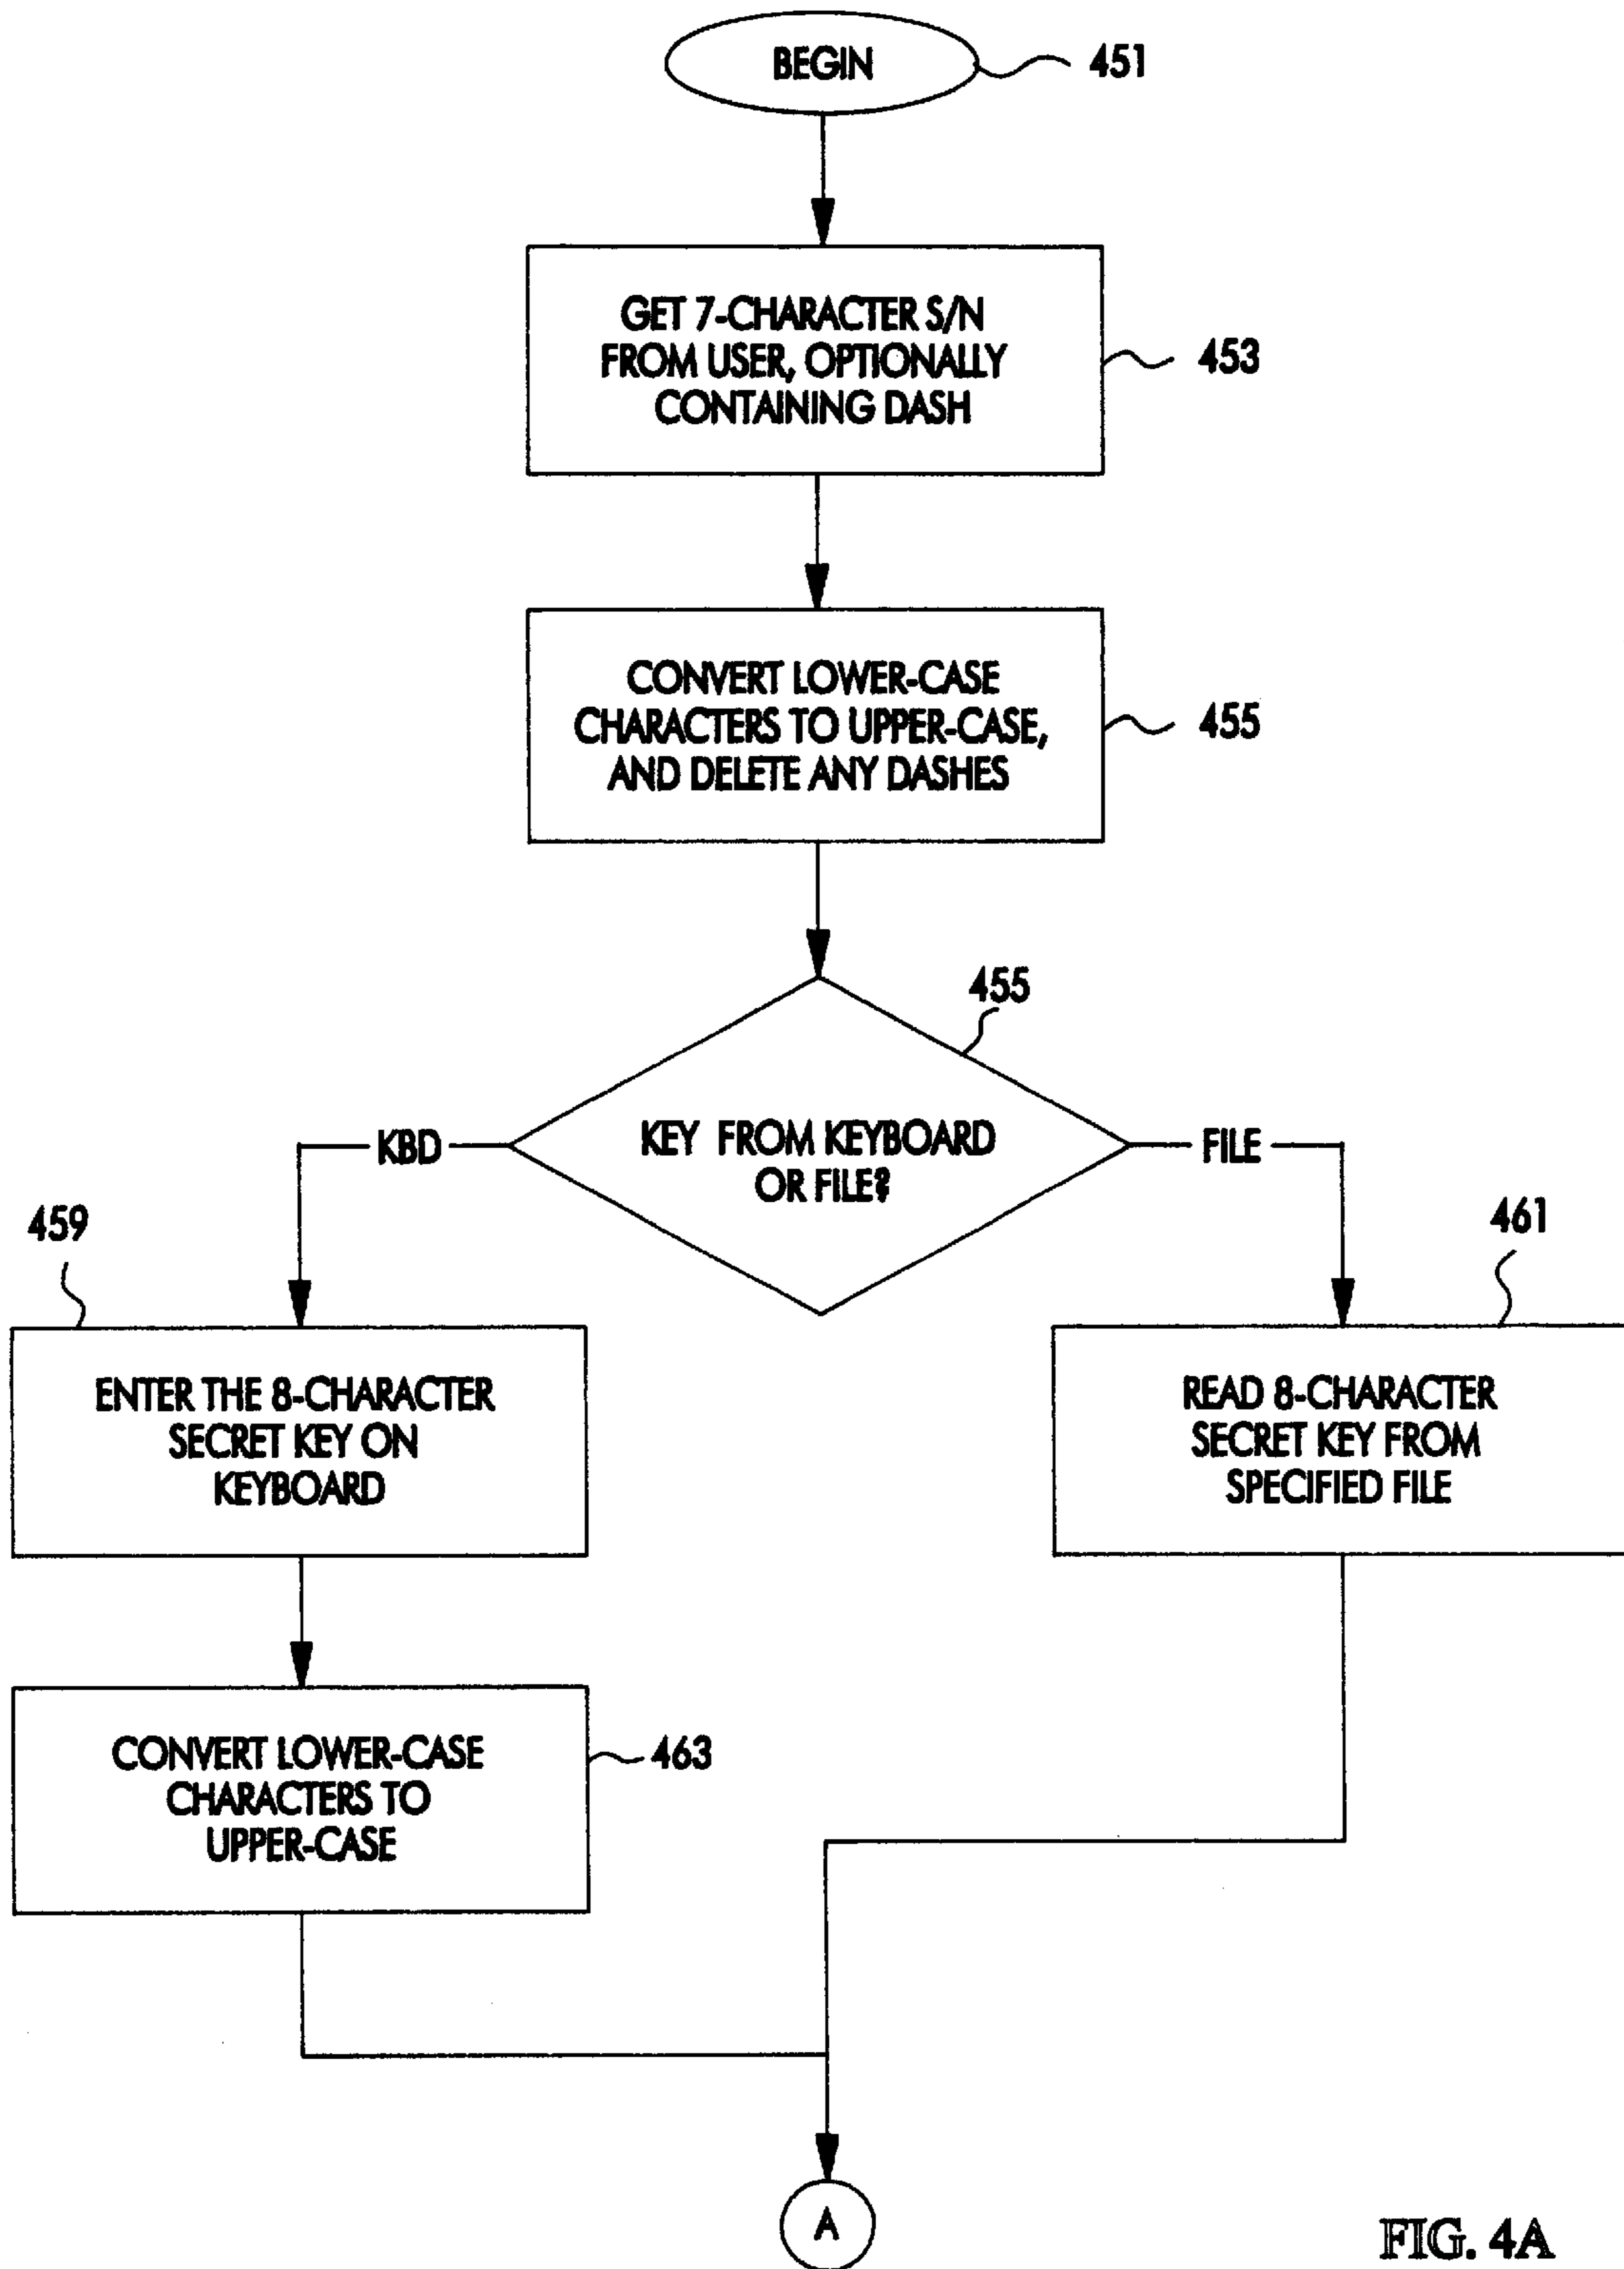 BEGIN
451
GET 7-CHARACTER S/N
FROM USER, OPTIONALLY
CONTAINING DASH
453
CONVERT LOWER-CASE
CHARACTERS TO UPPER-CASE,
AND DELETE ANY DASHES
455
455
KEY FROM KEYBOARD
OR FILE?
KBD
FILE
459
461
ENTER THE 8-CHARACTER
SECRET KEY ON
KEYBOARD
READ 8-CHARACTER
SECRET KEY FROM
SPECIFIED FILE
CONVERT LOWER-CASE
CHARACTERS TO
UPPER-CASE
463
A
FIG. 4A